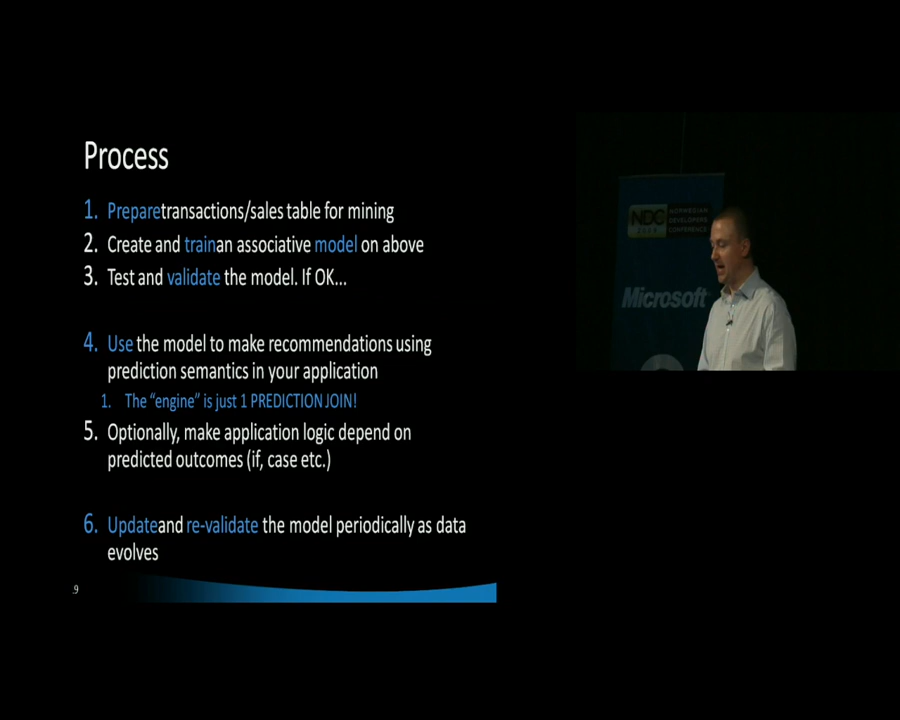 Process
1. Preparetransactions/sales table for mining
2. Create and trainan associative model on above
3. Test and validate the model. If OK...
4. Use the model to make recommendations using
prediction semantics in your application
1. The “engine” is just 1 PREDICTION JOIN!
5. Optionally, make application logic depend on
predicted outcomes (if, case etc.)
6. Updateand re-validate the model periodically as data
evolves
.9
NDC
NORWEGIAN
DEVELOPERS
CONFERENCE
Microsoft